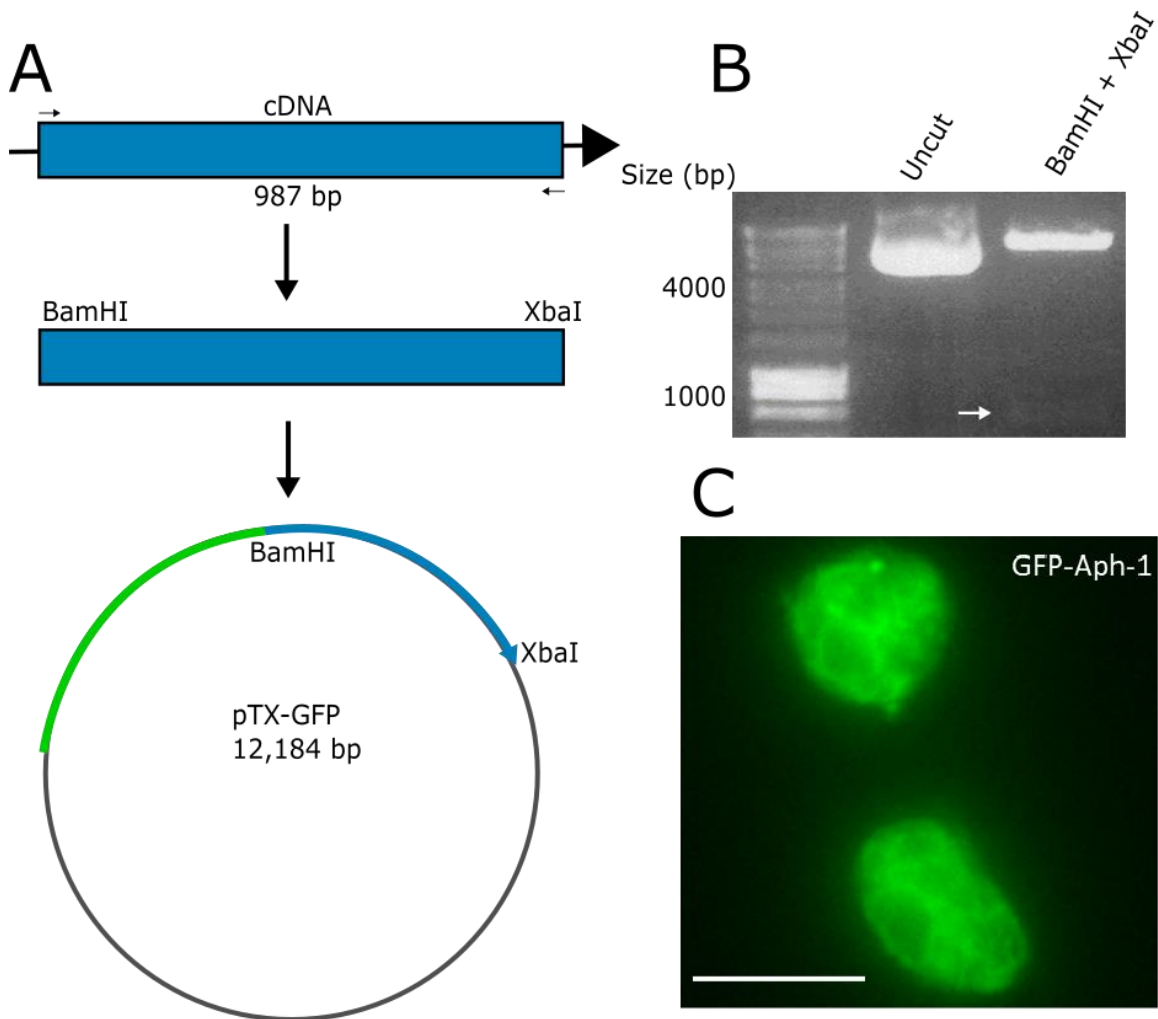 A
cDNA
987 bp
BamHI
XbaI
BamHI
XbaI
pTX-GFP
12,184 bp
B
Uncut
BamHI + XbaI
Size (bp)
4000
1000
C
GFP-Aph-1